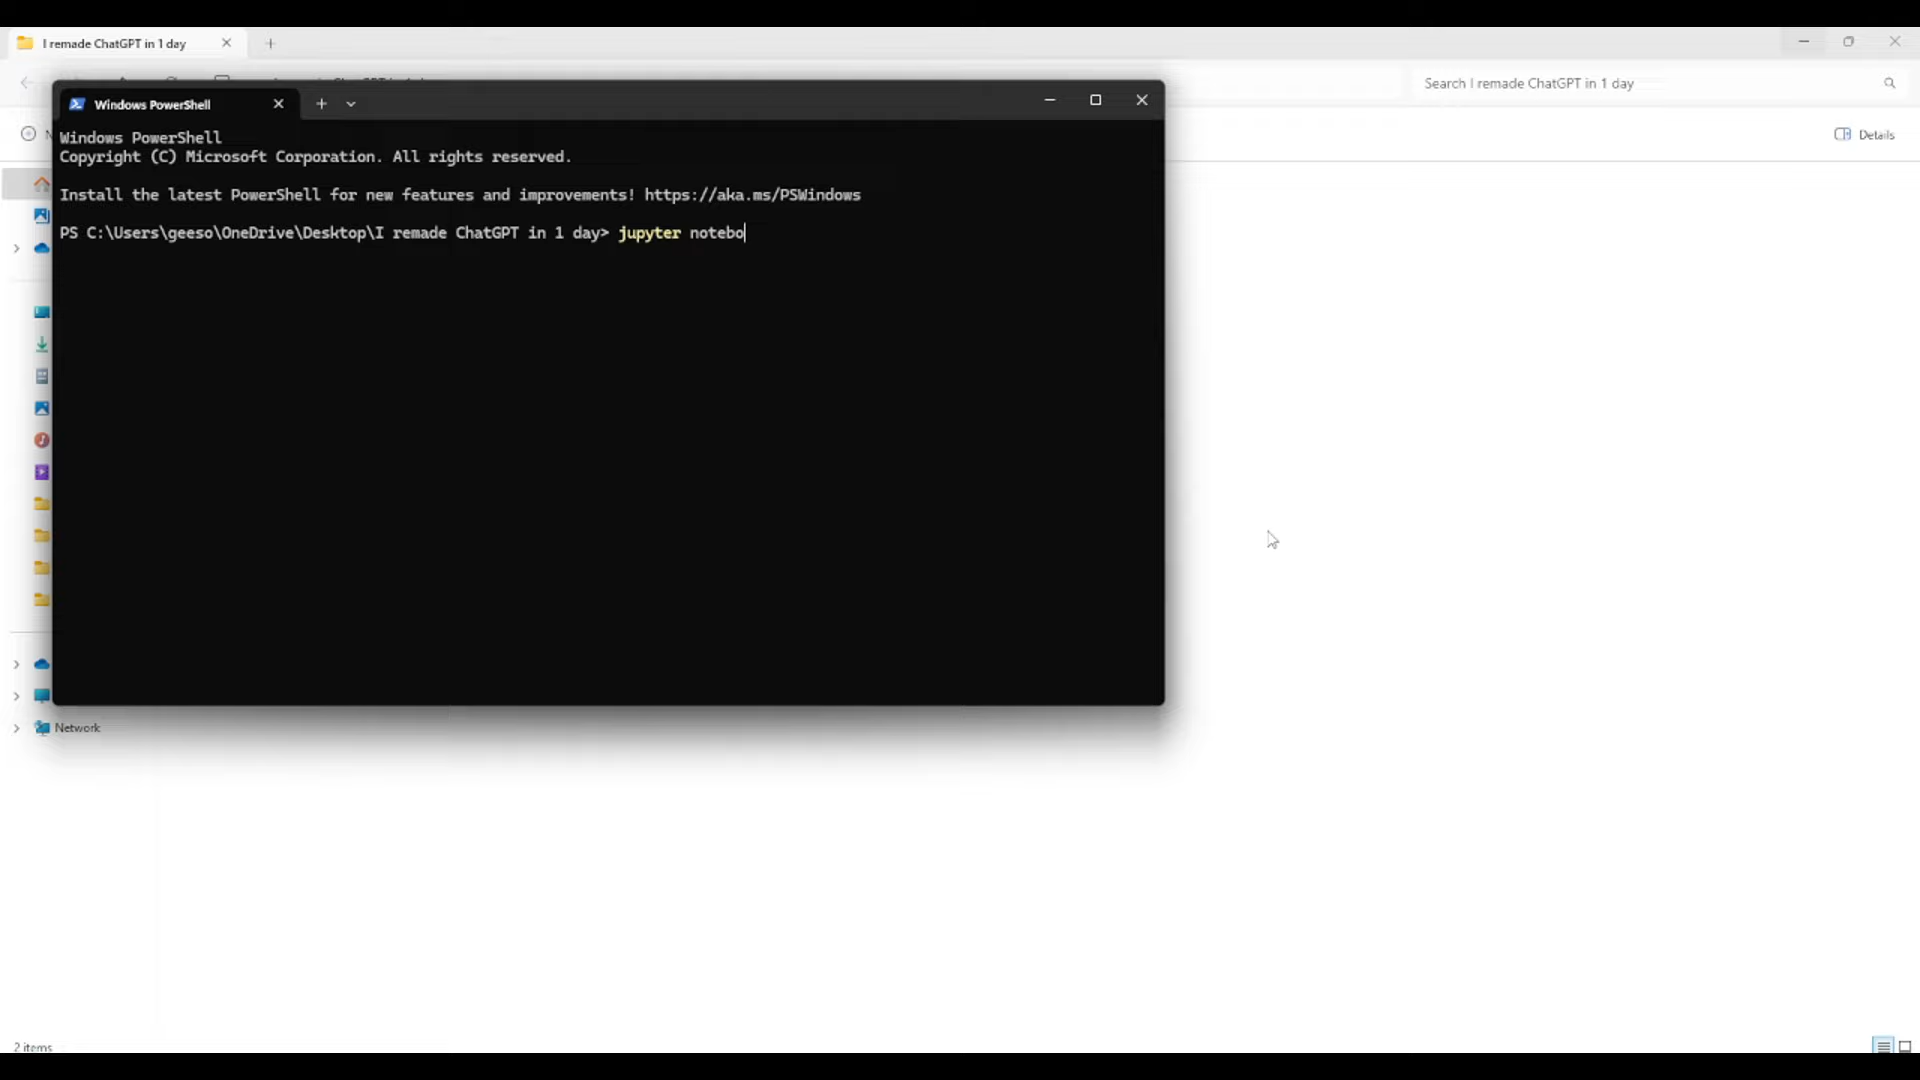 I remade ChatGPT in 1 day
Search I remade ChatGPT in 1 day
Windows PowerShell
Details
Windows PowerShell
Copyright (C) Microsoft Corporation. All rights reserved.
Install the latest PowerShell for new features and improvements! https://aka.ms/PSWindows
PS C:\Users\geeso\OneDrive\Desktop\I remade ChatGPT in 1 day> jupyter notebo
Network
2 items